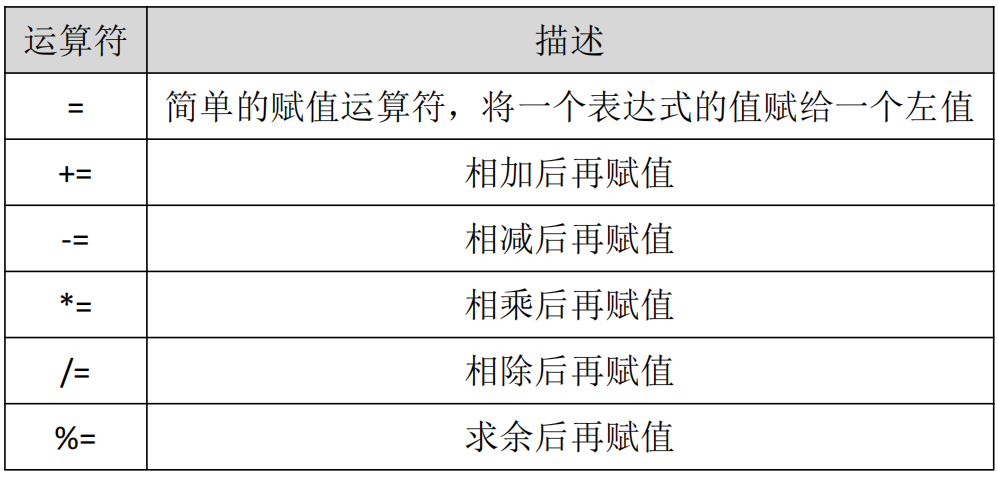 运算符 描述
= 简单的赋值运算符，将一个表达式的值赋给一个左值
+= 相加后再赋值
-= 相减后再赋值
*= 相乘后再赋值
/= 相除后再赋值
%= 求余后再赋值